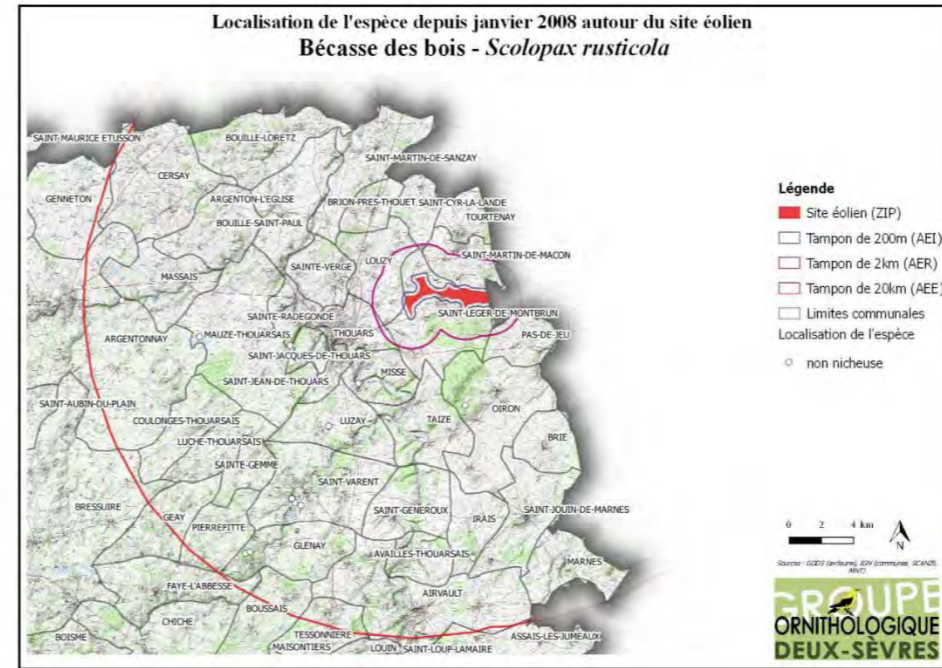 Localisation de l'espèce depuis janvier 2008 autour du site éolien
Bécasse des bois - Scolopax rusticola
SAINT-MAURICE ETUSSON
BOUILLE-LORETZ
SAINT-MARTIN-DE-SANZAY
CERSAY
GENNETON
ARGENTON-L'EGLISE
BRION-PRES-THOUET
SAINT-CYR-LA-LANDE
TOURTENAY
BOUILLE-SAINT-PAUL
SAINT-MARTIN-DE-MACON
LOUZY
SAINTE-VERGE
MASSAIS
SAINTE-RADEGONDE
SAINT-LEGER-DE-MONTBRUN
ARGENTONNAY
MAUZE-THOUARSAIS
THOUARS
PAS-DE-JEU
SAINT-JACQUES-DE-THOUARS
MISSE
SAINT-JEAN-DE-THOUARS
SAINT-AUBIN-DU-PLAIN
OIRON
COULONGES-THOUARSAIS
LUZAY
TAIZE
LUCHE-THOUARSAIS
BRIE
SAINTE-GEMME
SAINT-VARENT
BRESSUIRE
SAINT-GENEROUX
SAINT-JOUIN-DE-MARNES
GEAY
IRAIS
PIERREFITTE
GLENAY
AVAILLES-THOUARSAIS
MARNES
FAYE-L'ABBESSE
AIRVAULT
BOUSSAIS
CHICHE
BOISME
TESSONNIERE
ASSAIS-LES-JUMEAUX
MAISONTIERS
LOUIN
SAINT-LOUP-LAMAIRE
Légende
Site éolien (ZIP)
Tampon de 200m (AEI)
Tampon de 2km (AER)
Tampon de 20km (AEE)
Limites communales
Localisation de l'espèce
non nicheuse
0 2 4 km
N
Sources : GODS (avifaune), IGN (communes, SCAN25,
GROUPE
ORNITHOLOGIQUE
DEUX-SÈVRES